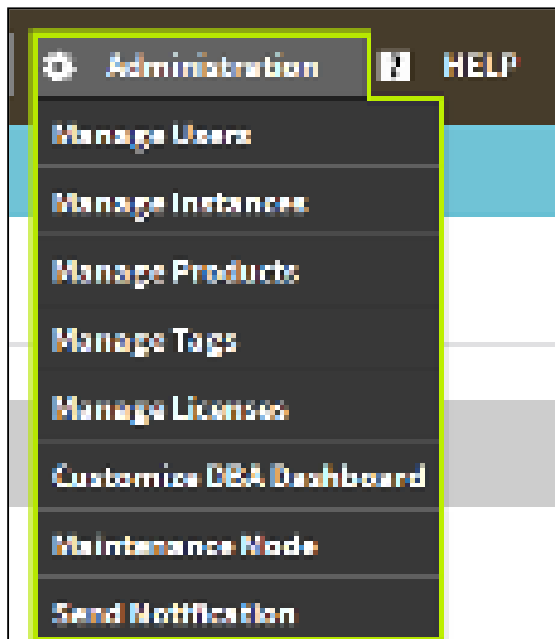 Administration ? HELP
Manage Users
Manage Instances
Manage Products
Manage Tags
Manage Licenses
Customize DBA Dashboard
Maintenance Mode
Send Notification